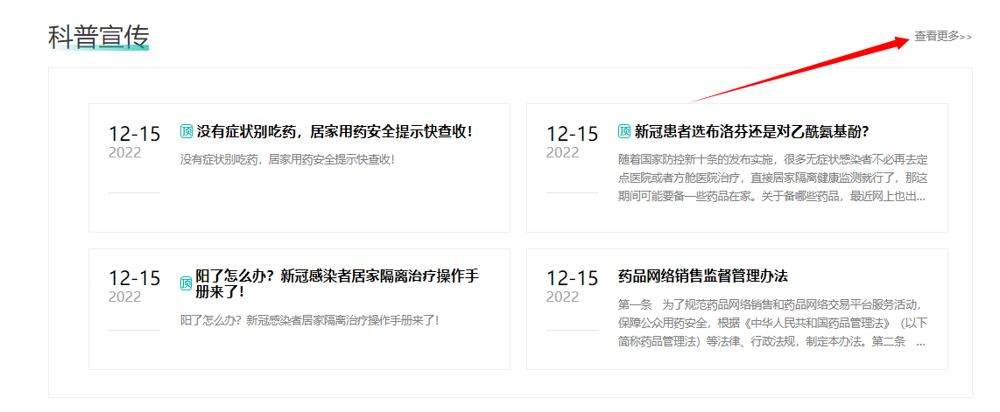 科普宣传
查看更多>>
12-15
2022
顶 没有症状别吃药，居家用药安全提示快查收！
没有症状别吃药，居家用药安全提示快查收！
12-15
2022
顶 新冠患者选布洛芬还是对乙酰氨基酚？
随着国家防控新十条的发布实施，很多无症状感染者不必再去定
点医院或者方舱医院治疗，直接居家隔离健康监测就行了，那这
期间可能要备一些药品在家。关于备哪些药品，最近网上也出...
12-15
2022
顶 阳了怎么办？新冠感染者居家隔离治疗操作手
册来了！
阳了怎么办？新冠感染者居家隔离治疗操作手册来了！
12-15
2022
药品网络销售监督管理办法
第一条　为了规范药品网络销售和药品网络交易平台服务活动，
保障公众用药安全，根据《中华人民共和国药品管理法》（以下
简称药品管理法）等法律、行政法规，制定本办法。第二条　...